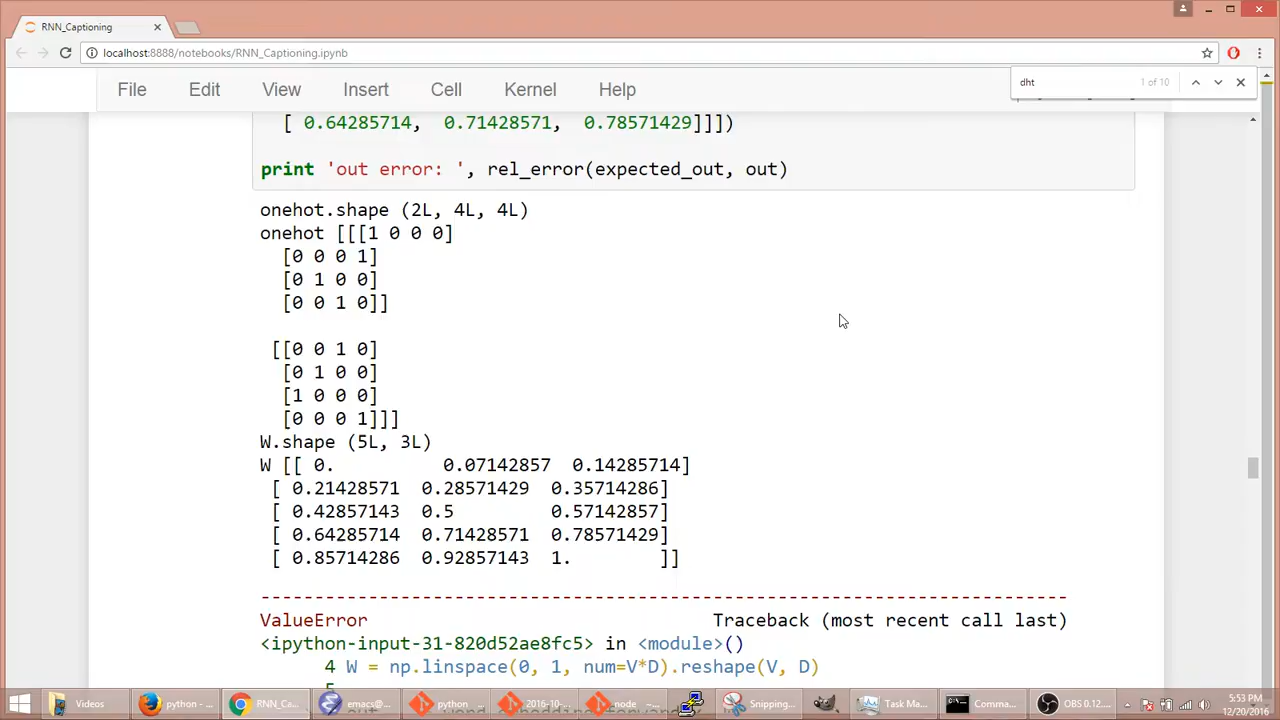 RNN_Captioning
localhost:8888/notebooks/RNN_Captioning.ipynb
dht 1 of 10
File Edit View Insert Cell Kernel Help
[ 0.64285714, 0.71428571, 0.78571429]]])
print 'out error: ', rel_error(expected_out, out)
onehot.shape (2L, 4L, 4L)
onehot [[[1 0 0 0]
[0 0 0 1]
[0 1 0 0]
[0 0 1 0]]
[[0 0 1 0]
[0 1 0 0]
[1 0 0 0]
[0 0 0 1]]]
W.shape (5L, 3L)
W [[ 0. 0.07142857 0.14285714]
[ 0.21428571 0.28571429 0.35714286]
[ 0.42857143 0.5 0.57142857]
[ 0.64285714 0.71428571 0.78571429]
[ 0.85714286 0.92857143 1. ]]
---------------------------------------------------------------------------
ValueError Traceback (most recent call last)
<ipython-input-31-820d52ae8fc5> in <module>()
4 W = np.linspace(0, 1, num=V*D).reshape(V, D)
Videos python - ... RNN_Ca... emacs@... python ... 2016-10-... node -... Snipping... Task Ma... Comma... OBS 0.12.... 5:53 PM
12/20/2016